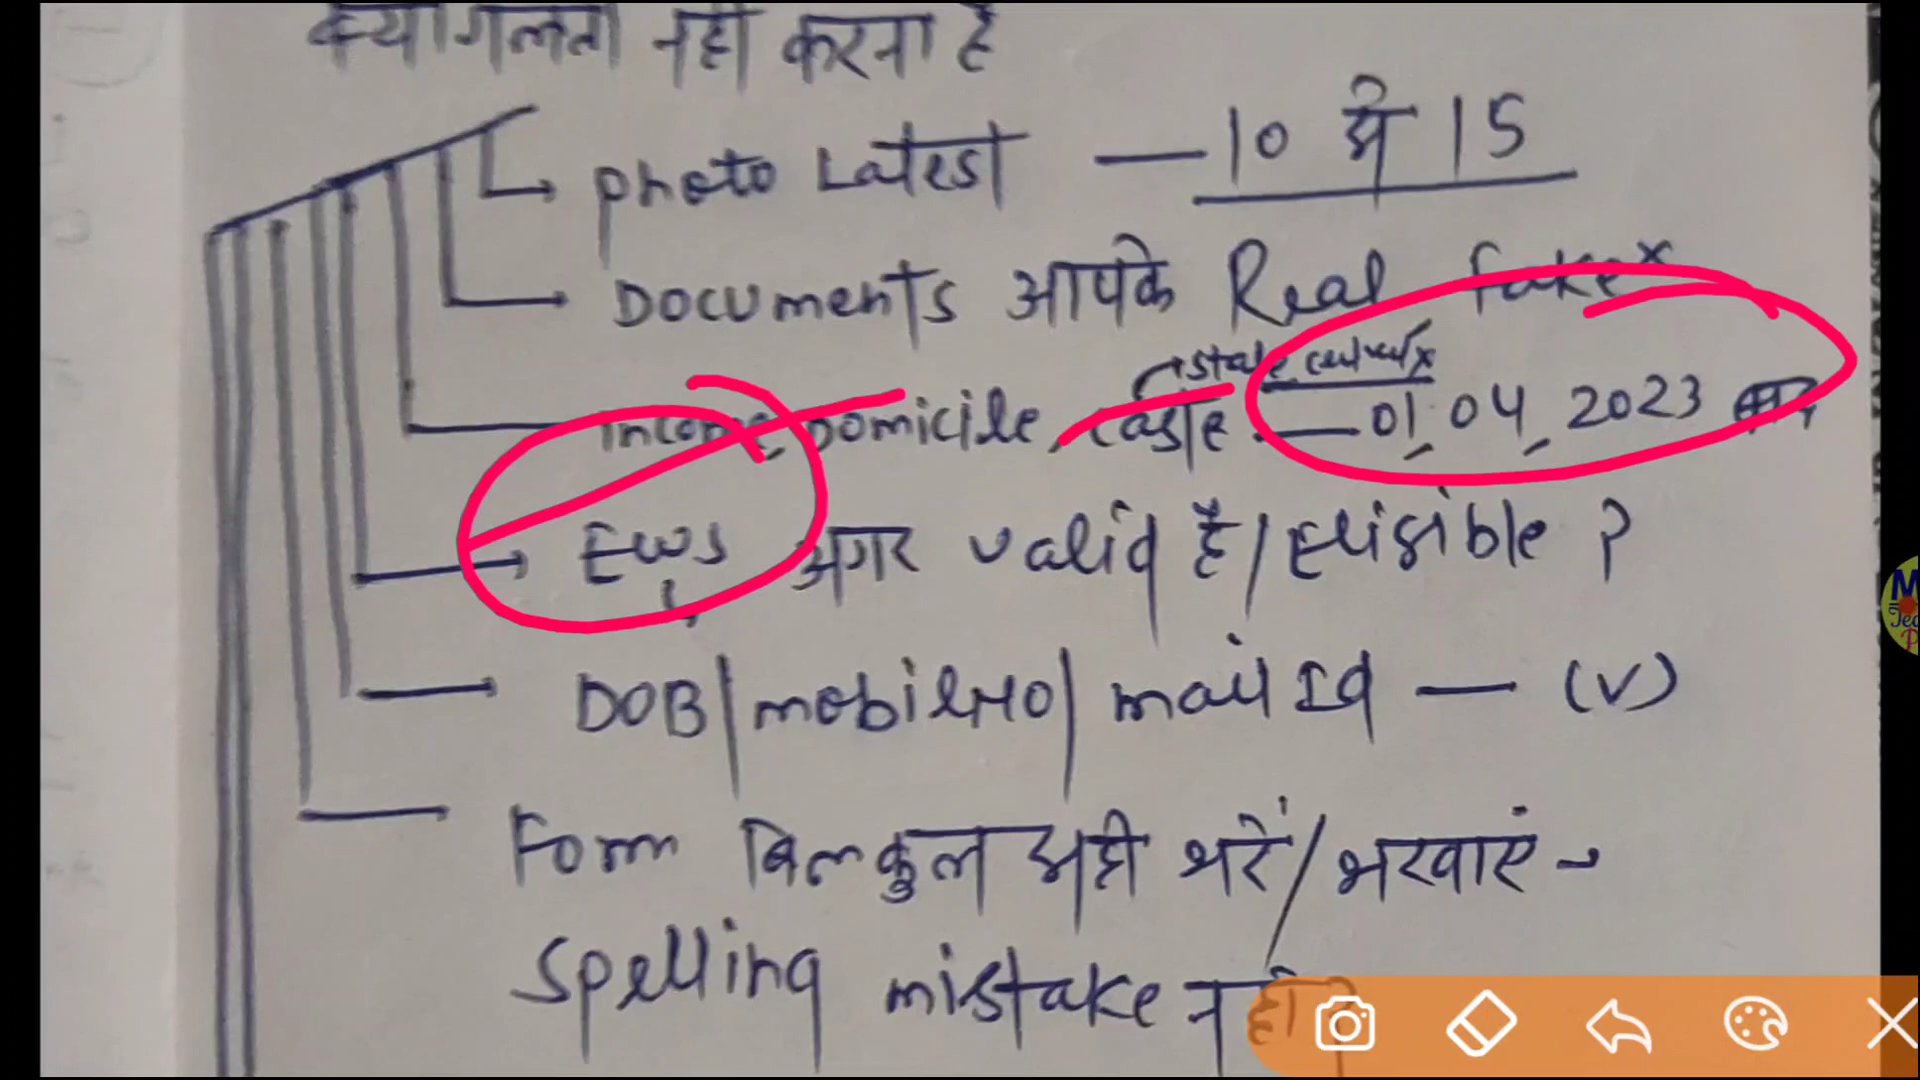 क्या गलती नहीं करना है
photo Latest — 10 से 15
Documents आपके Real fake x
state central x
Income, Domicile, caste — 01.04.2023 का
EWS अगर valid है / Eligible ?
DOB / mobile no / mail Id — (v)
Form बिल्कुल सही भरें / भरवाएं -
Spelling mistake न हो